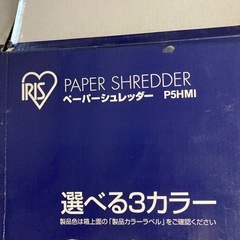 IRIS
PAPER SHREDDER
ペーパーシュレッダー P5HMI
選べる3カラー
製品色は箱上面の「製品カラーラベル」をご確認ください